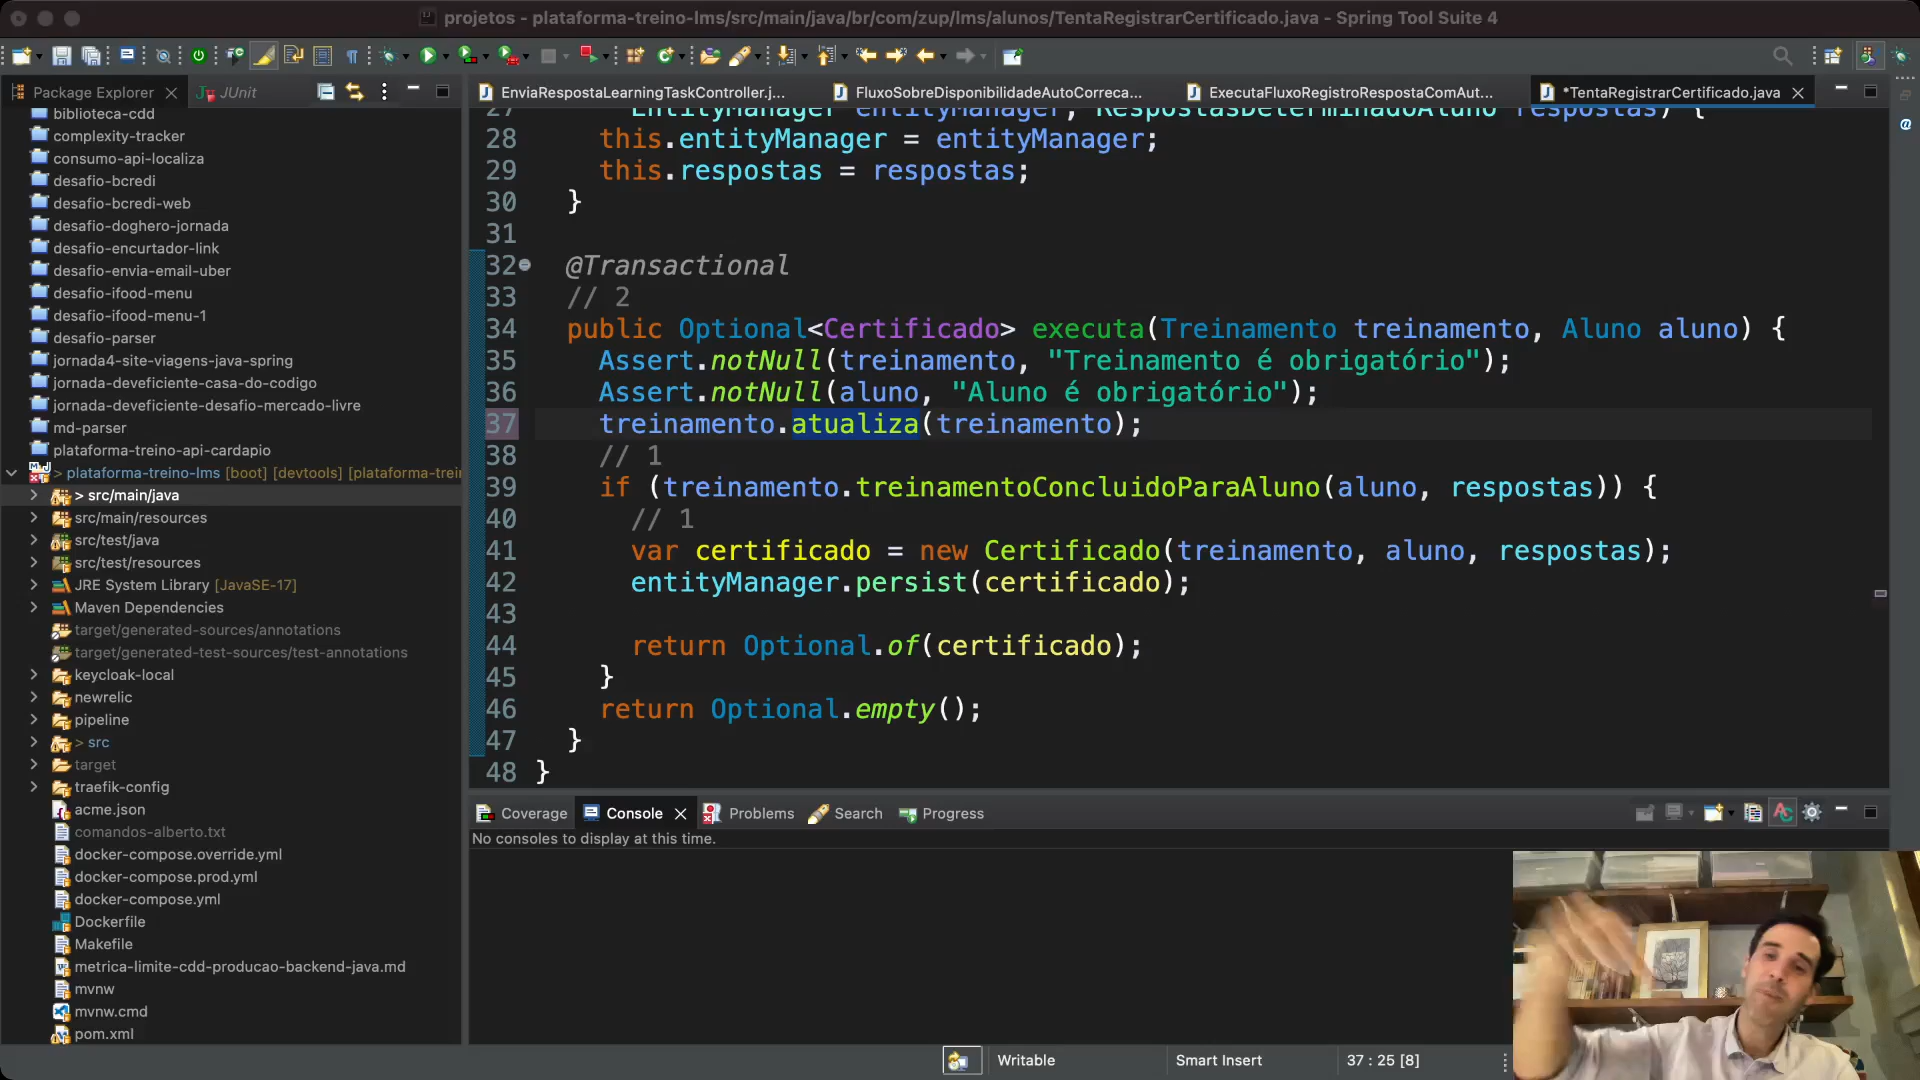 projetos - plataforma-treino-lms/src/main/java/br/com/zup/lms/alunos/TentaRegistrarCertificado.java - Spring Tool Suite 4
Package Explorer
JUnit
EnviaRespostaLearningTaskController.j...
FluxoSobreDisponibilidadeAutoCorreca...
ExecutaFluxoRegistroRespostaComAut...
*TentaRegistrarCertificado.java
biblioteca-cdd
complexity-tracker
consumo-api-localiza
desafio-bcredi
desafio-bcredi-web
desafio-doghero-jornada
desafio-encurtador-link
desafio-envia-email-uber
desafio-ifood-menu
desafio-ifood-menu-1
desafio-parser
jornada4-site-viagens-java-spring
jornada-deveficiente-casa-do-codigo
jornada-deveficiente-desafio-mercado-livre
md-parser
plataforma-treino-api-cardapio
> plataforma-treino-lms [boot] [devtools] [plataforma-trei
> src/main/java
src/main/resources
src/test/java
src/test/resources
JRE System Library [JavaSE-17]
Maven Dependencies
target/generated-sources/annotations
target/generated-test-sources/test-annotations
keycloak-local
newrelic
pipeline
> src
target
traefik-config
acme.json
comandos-alberto.txt
docker-compose.override.yml
docker-compose.prod.yml
docker-compose.yml
Dockerfile
Makefile
metrica-limite-cdd-producao-backend-java.md
mvnw
mvnw.cmd
pom.xml
27 EntityManager entityManager, RespostasDeterminadoAluno respostas) {
28 this.entityManager = entityManager;
29 this.respostas = respostas;
30 }
31
32 @Transactional
33 // 2
34 public Optional<Certificado> executa(Treinamento treinamento, Aluno aluno) {
35 Assert.notNull(treinamento, "Treinamento é obrigatório");
36 Assert.notNull(aluno, "Aluno é obrigatório");
37 treinamento.atualiza(treinamento);
38 // 1
39 if (treinamento.treinamentoConcluidoParaAluno(aluno, respostas)) {
40 // 1
41 var certificado = new Certificado(treinamento, aluno, respostas);
42 entityManager.persist(certificado);
43
44 return Optional.of(certificado);
45 }
46 return Optional.empty();
47 }
48 }
Coverage
Console
Problems
Search
Progress
No consoles to display at this time.
Writable
Smart Insert
37 : 25 [8]